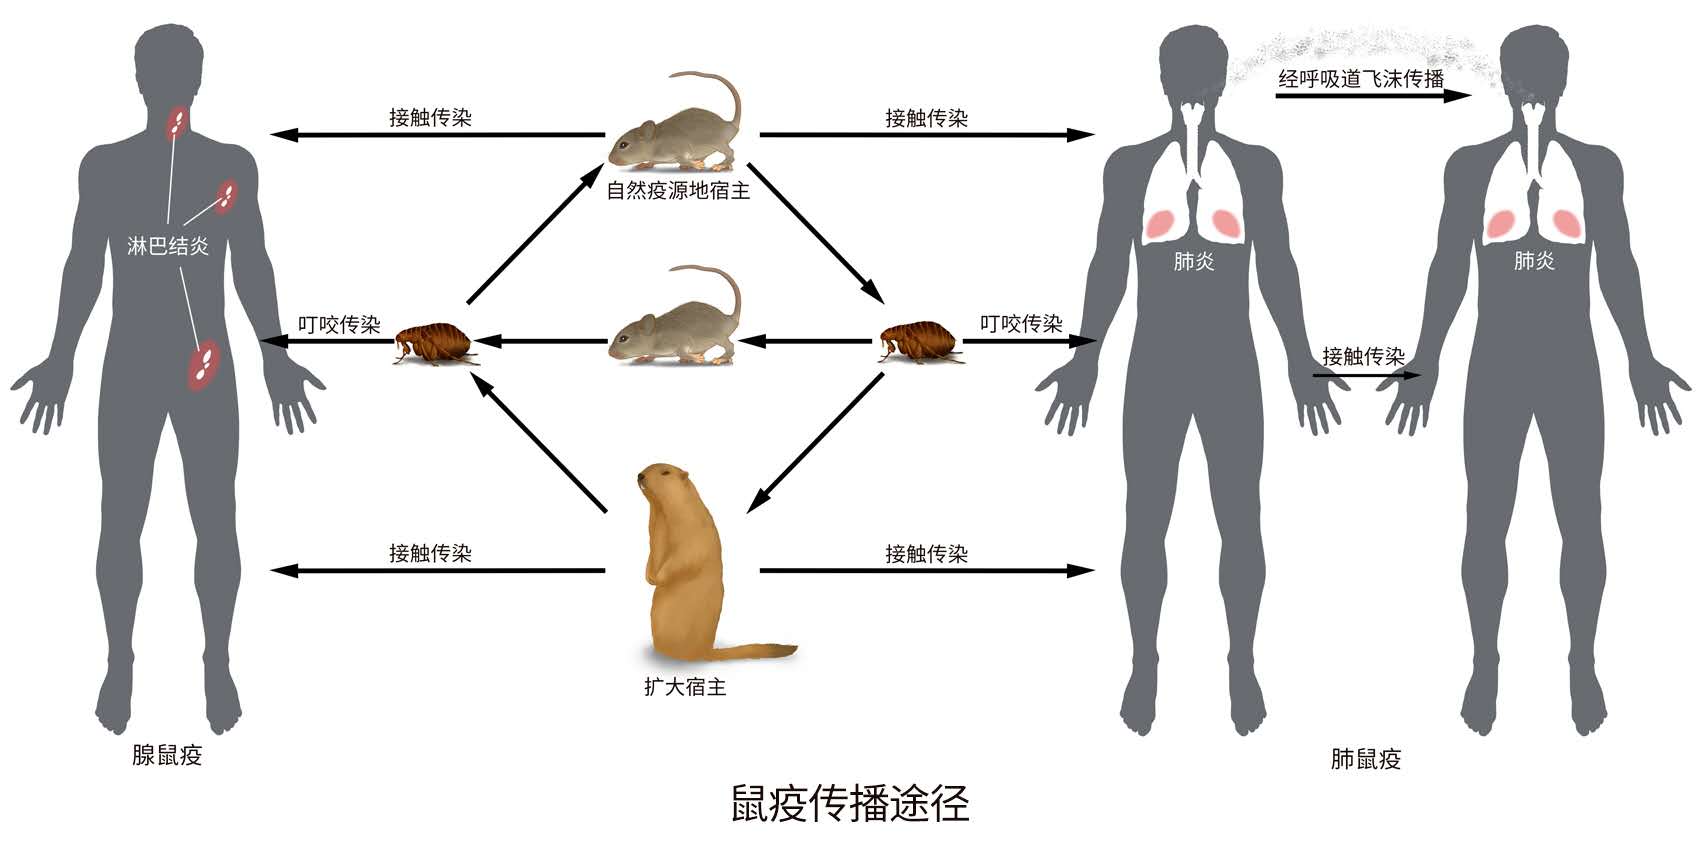 经呼吸道飞沫传播
接触传染
接触传染
自然疫源地宿主
淋巴结炎
肺炎
肺炎
叮咬传染
叮咬传染
接触传染
接触传染
接触传染
扩大宿主
腺鼠疫
肺鼠疫
鼠疫传播途径